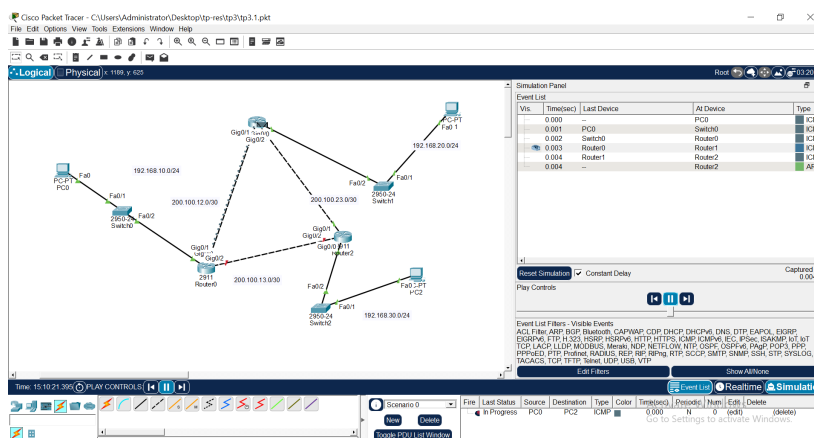 Cisco Packet Tracer - C:\Users\Administrator\Desktop\tp-res\tp3\tp3.1.pkt
File Edit Options View Tools Extensions Window Help
Logical Physical x: 1189, y: 625
Root
Simulation Panel
Event List
Vis. Time(sec) Last Device At Device Type
0.000 -- PC0
0.001 PC0 Switch0
0.002 Switch0 Router0
0.003 Router0 Router1
0.004 Router1 Router2
0.004 -- Router2
Reset Simulation Constant Delay Captured
Play Controls
Event List Filters - Visible Events
ACL Filter, ARP, BGP, Bluetooth, CAPWAP, CDP, DHCP, DHCPv6, DNS, DTP, EAPOL, EIGRP,
EIGRPv6, FTP, H.323, HSRP, HSRPv6, HTTP, HTTPS, ICMP, ICMPv6, IEC, IPSec, ISAKMP, IoT, IoT
TCP, LACP, LLDP, MODBUS, Meraki, NDP, NETFLOW, NTP, OSPF, OSPFv6, PAgP, POP3, PPP,
PPPoED, PTP, Profinet, RADIUS, REP, RIP, RIPng, RTP, SCCP, SMTP, SNMP, SSH, STP, SYSLOG,
TACACS, TCP, TFTP, Telnet, UDP, USB, VTP
Edit Filters Show All/None
Gig0/1
Gig0/2
PC-PT
192.168.20.0/24
Fa0/2 Fa0/1
2950-24
Switch1
192.168.10.0/24
Fa0
PC-PT
PC0
Fa0/1
Fa0/2
2950-24
Switch0
200.100.12.0/30
200.100.23.0/30
Gig0/1
Gig0/2
Router2
Gig0/1
Gig0/2
2911
Router0
200.100.13.0/30
PC2
Fa0/2
Fa0/1
2950-24
Switch2
192.168.30.0/24
Time: 15:10:21.395 PLAY CONTROLS:
Event List Realtime
Scenario 0
New Delete
Toggle PDU List Window
Fire Last Status Source Destination Type Color Time(sec) Periodic Num Edit Delete
In Progress PC0 PC2 ICMP 0.000 N 0 (edit) (delete)
Go to Settings to activate Windows.